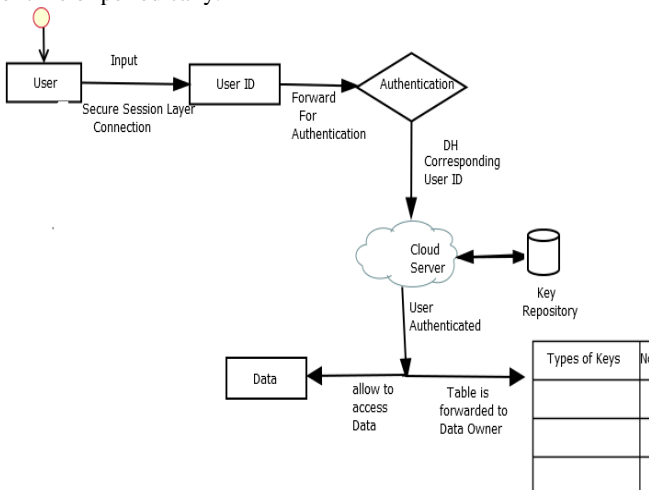 Input
User
User ID
Authentication
Secure Session Layer
Connection
Forward
For
Authentication
DH
Corresponding
User ID
Cloud
Server
Key
Repository
User
Authenticated
Types of Keys
Data
allow to
access
Data
Table is
forwarded to
Data Owner